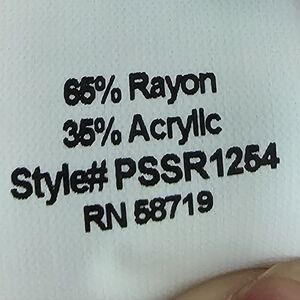 65% Rayon
35% Acrylic
Style# PSSR1254
RN 58719